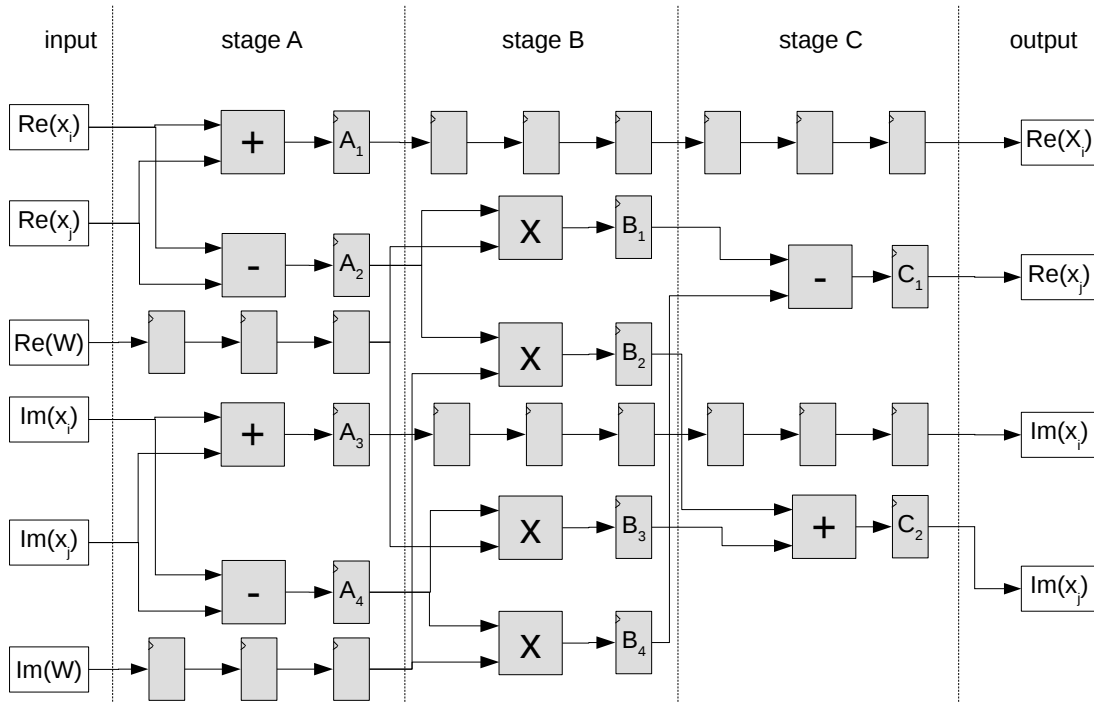 input stage A stage B stage C output
Re(xi) + A1 Re(Xi)
Re(xj) - A2 X B1 - C1 Re(xj)
Re(W) X B2
Im(xi) + A3 Im(xi)
Im(xj) X B3 + C2
- A4 Im(xj)
Im(W) X B4